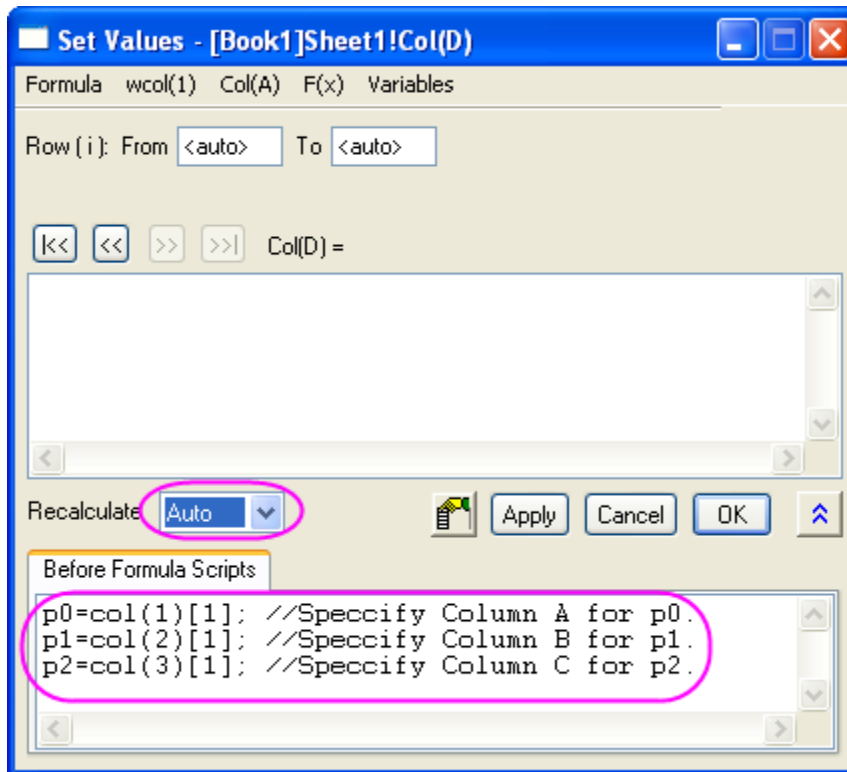 Set Values - [Book1]Sheet1!Col(D)
Formula wcol(1) Col(A) F(x) Variables
Row ( i ): From <auto> To <auto>
|<< << >> >>| Col(D) =
Recalculate Auto Apply Cancel OK
Before Formula Scripts
p0=col(1)[1]; //Speccify Column A for p0.
p1=col(2)[1]; //Speccify Column B for p1.
p2=col(3)[1]; //Speccify Column C for p2.